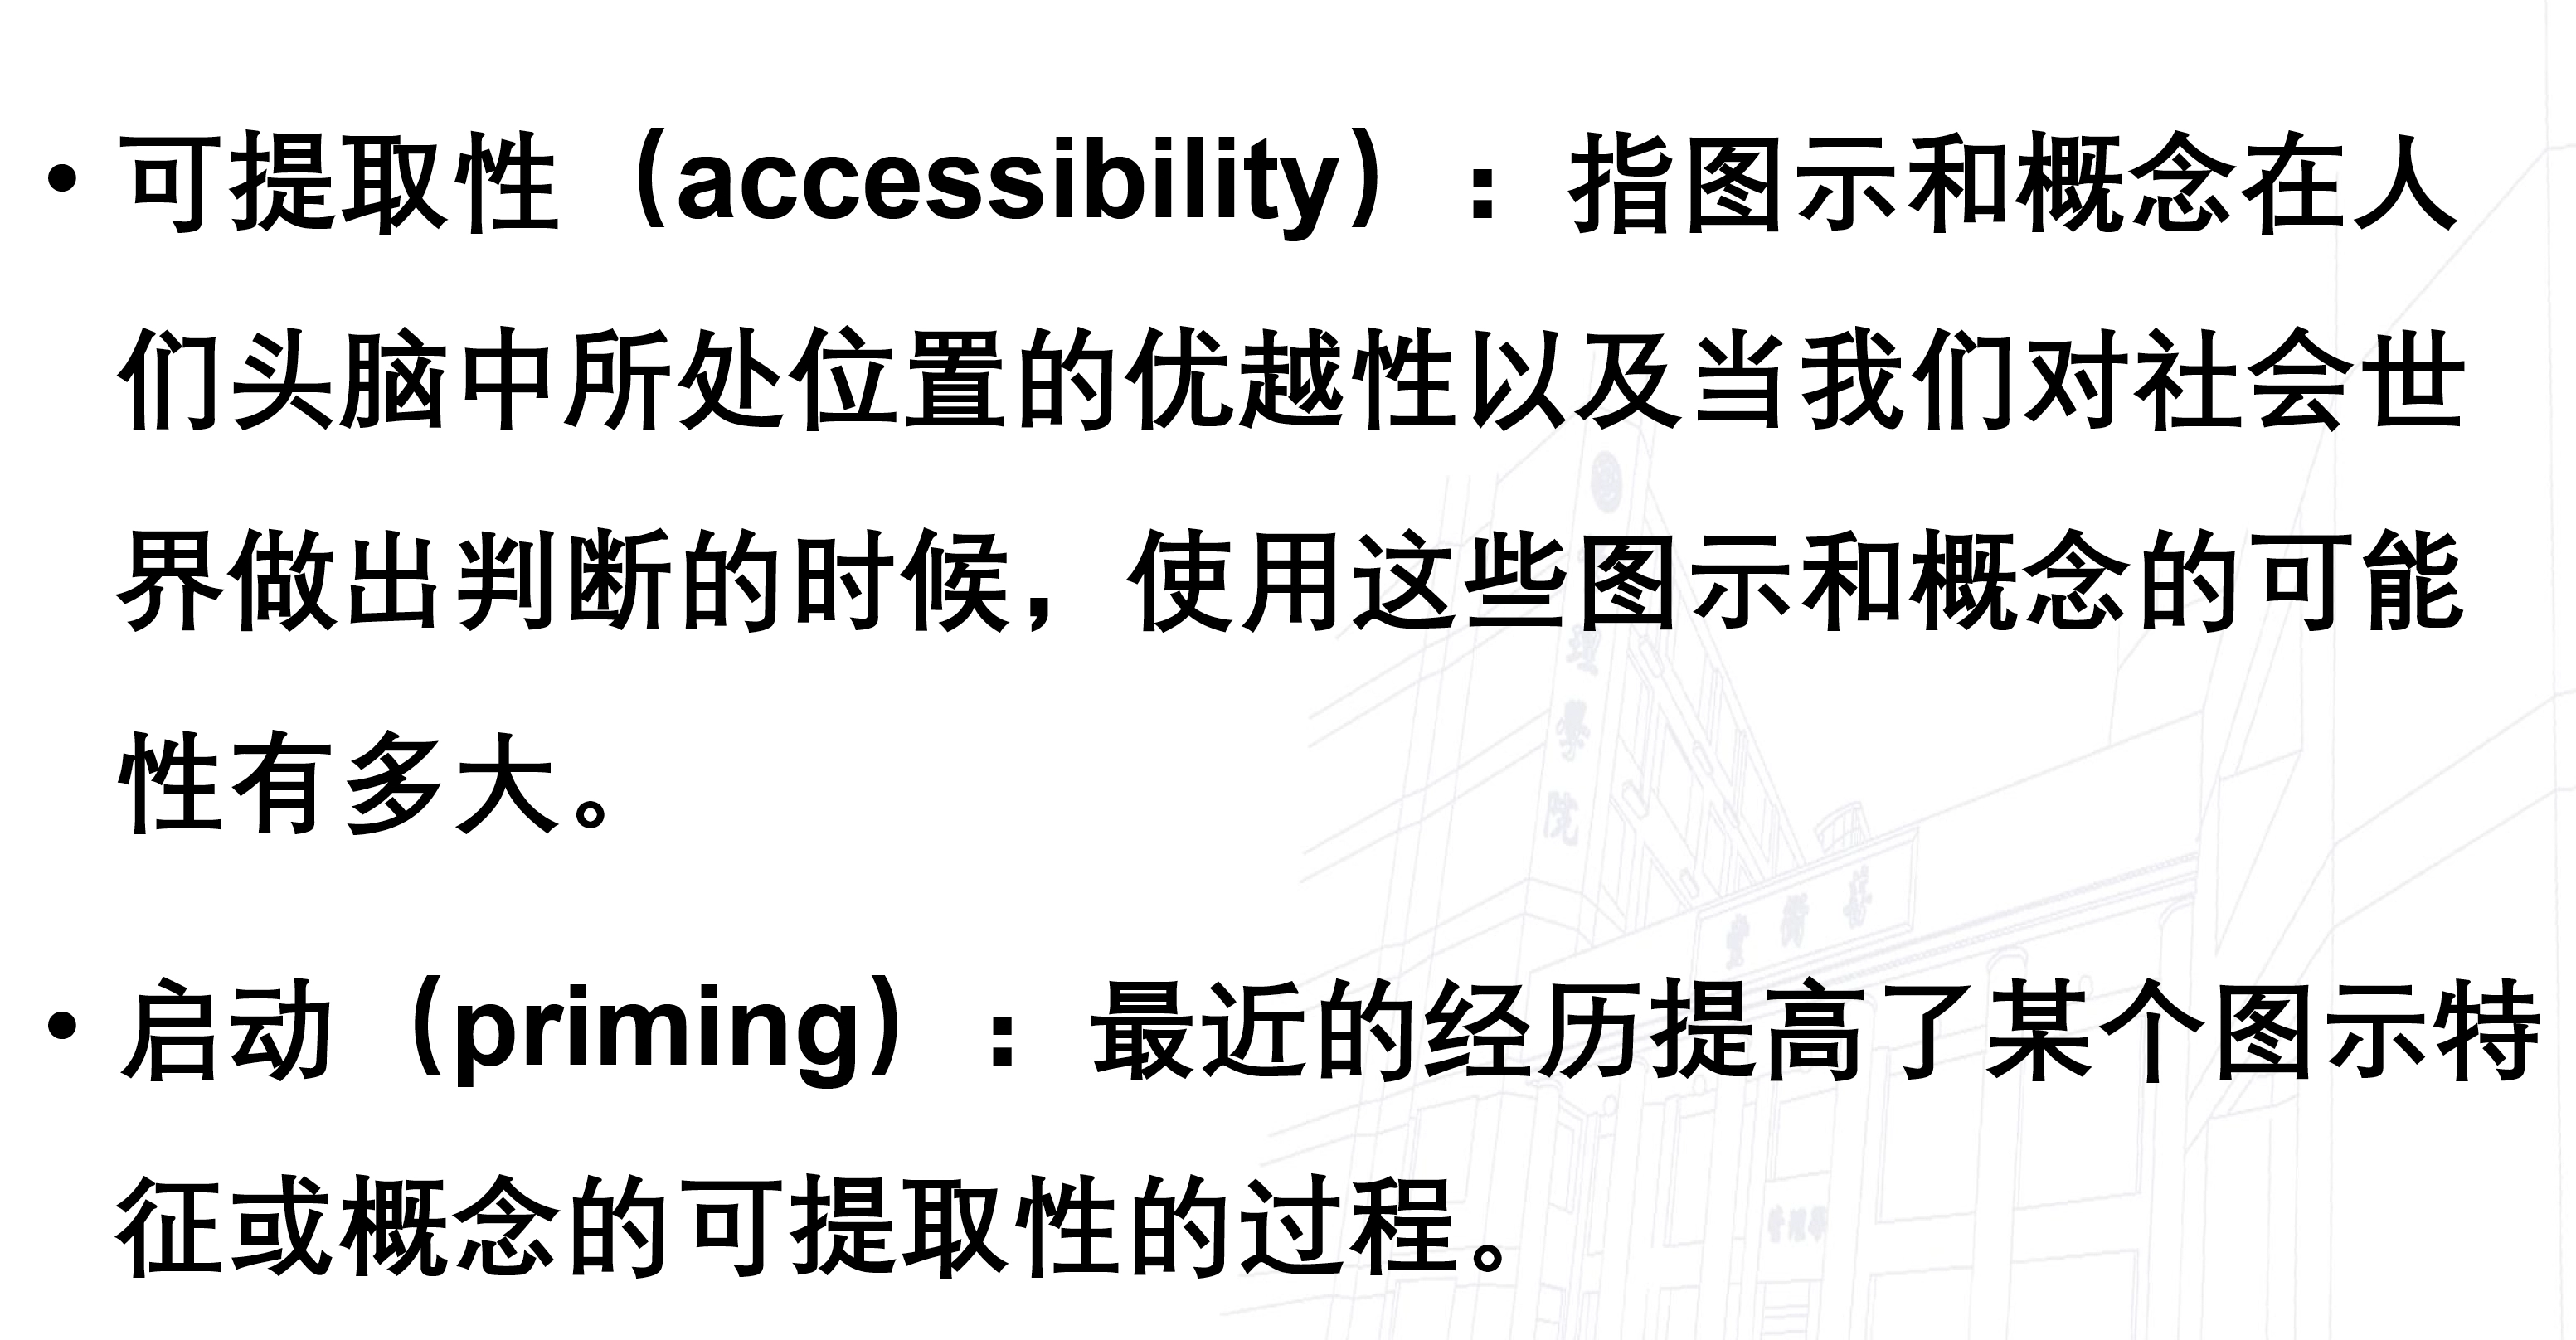 • 可提取性（accessibility）：指图示和概念在人
们头脑中所处位置的优越性以及当我们对社会世
界做出判断的时候，使用这些图示和概念的可能
性有多大。
• 启动（priming）：最近的经历提高了某个图示特
征或概念的可提取性的过程。